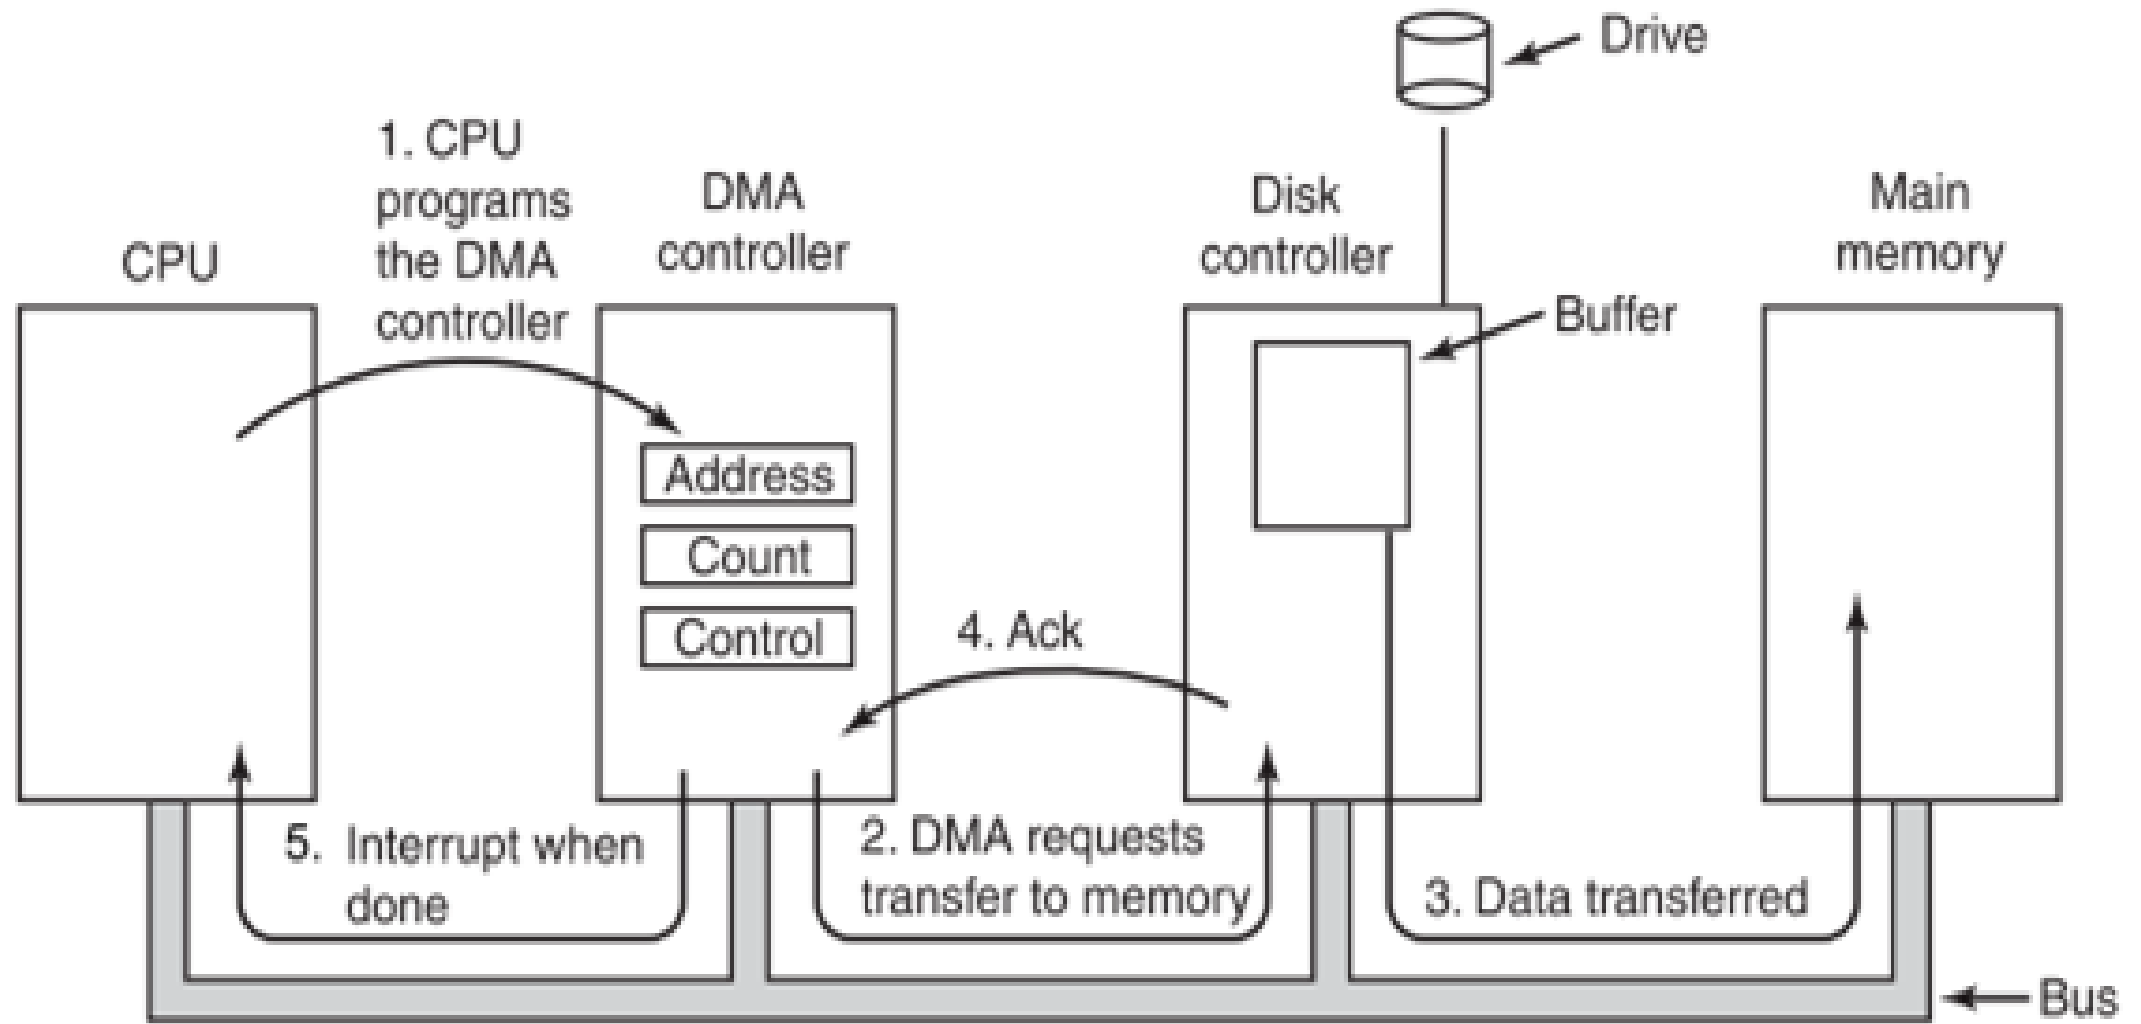 Drive
1. CPU
programs
the DMA
controller
CPU
DMA
controller
Disk
controller
Main
memory
Buffer
Address
Count
Control
4. Ack
5. Interrupt when
done
2. DMA requests
transfer to memory
3. Data transferred
Bus